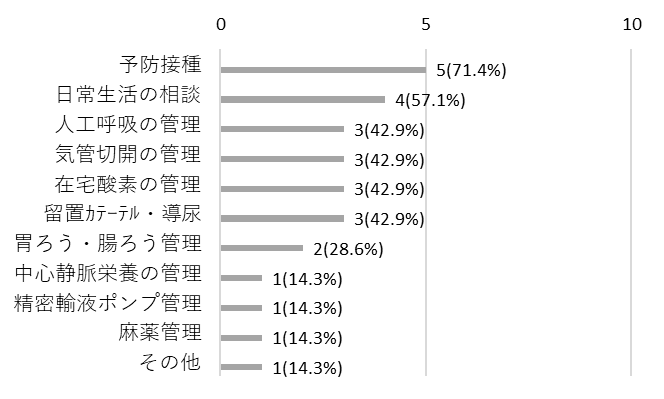 0 5 10
予防接種 5(71.4%)
日常生活の相談 4(57.1%)
人工呼吸の管理 3(42.9%)
気管切開の管理 3(42.9%)
在宅酸素の管理 3(42.9%)
留置ｶﾃｰﾃﾙ・導尿 3(42.9%)
胃ろう・腸ろう管理 2(28.6%)
中心静脈栄養の管理 1(14.3%)
精密輸液ポンプ管理 1(14.3%)
麻薬管理 1(14.3%)
その他 1(14.3%)